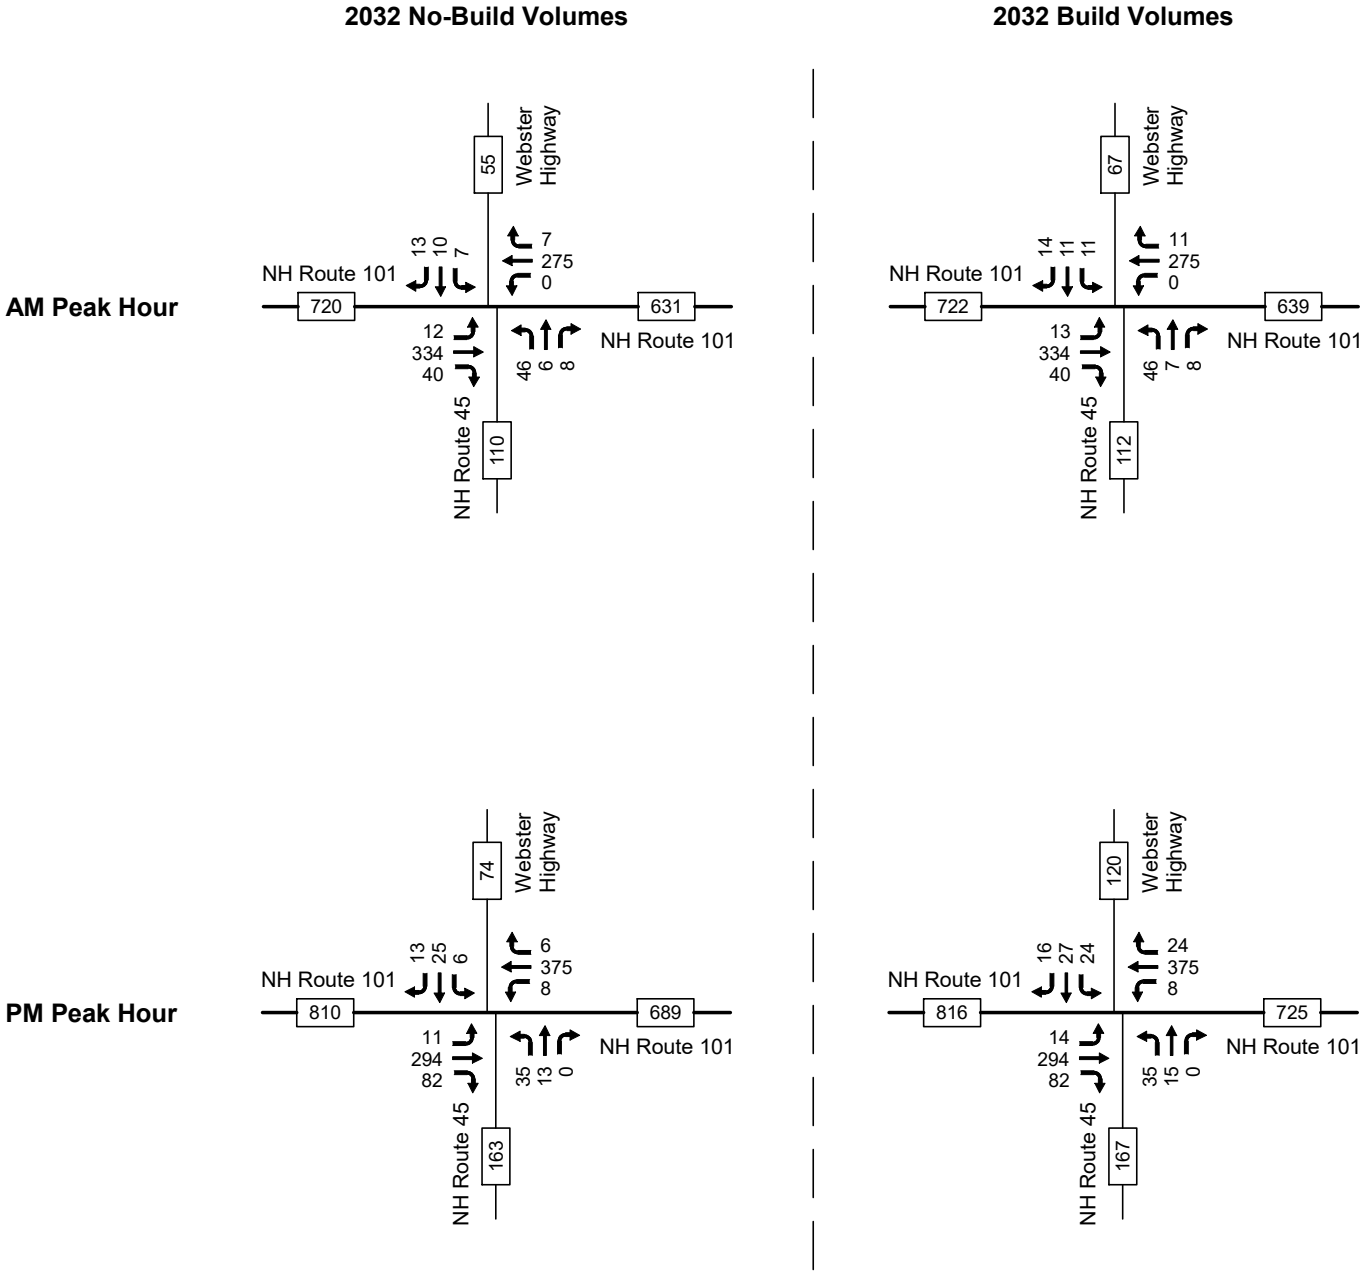 2032 No-Build Volumes
2032 Build Volumes
AM Peak Hour
Webster
Highway
55
13
10
7
7
275
0
NH Route 101
720
631
NH Route 101
12
334
40
46
6
8
NH Route 45
110
Webster
Highway
67
14
11
11
11
275
0
NH Route 101
722
639
NH Route 101
13
334
40
46
7
8
NH Route 45
112
PM Peak Hour
Webster
Highway
74
13
25
6
6
375
8
NH Route 101
810
689
NH Route 101
11
294
82
35
13
0
NH Route 45
163
Webster
Highway
120
16
27
24
24
375
8
NH Route 101
816
725
NH Route 101
14
294
82
35
15
0
NH Route 45
167